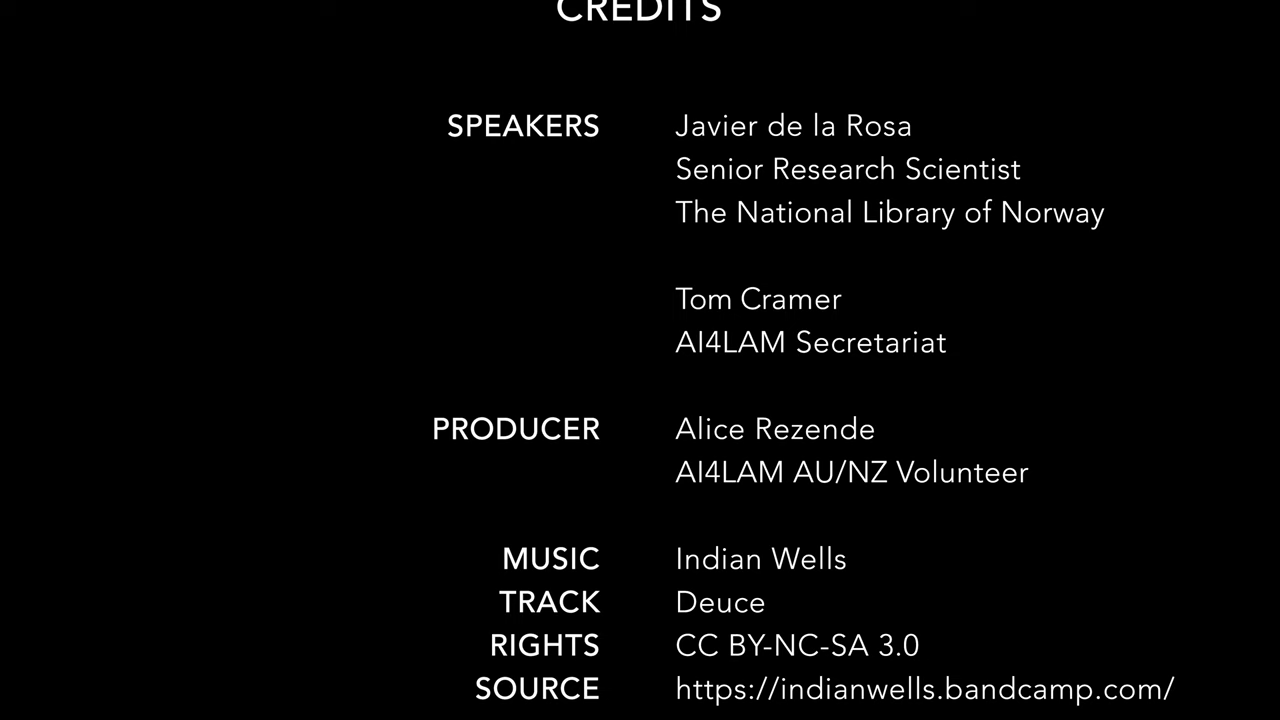 CREDITS
SPEAKERS Javier de la Rosa
Senior Research Scientist
The National Library of Norway
Tom Cramer
AI4LAM Secretariat
PRODUCER Alice Rezende
AI4LAM AU/NZ Volunteer
MUSIC Indian Wells
TRACK Deuce
RIGHTS CC BY-NC-SA 3.0
SOURCE https://indianwells.bandcamp.com/